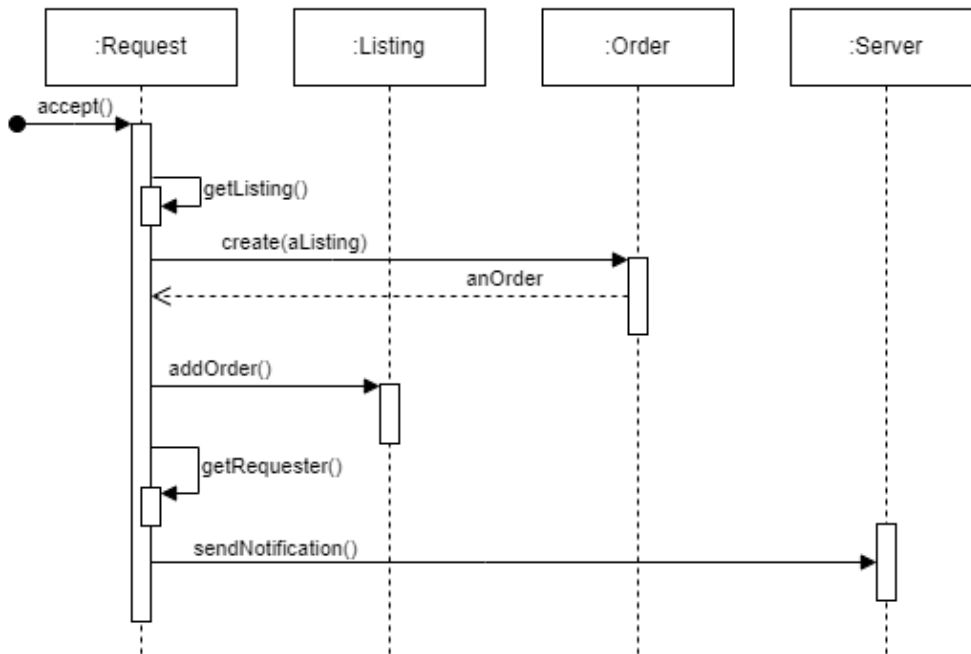 :Request
:Listing
:Order
:Server
accept()
getListing()
create(aListing)
anOrder
addOrder()
getRequester()
sendNotification()